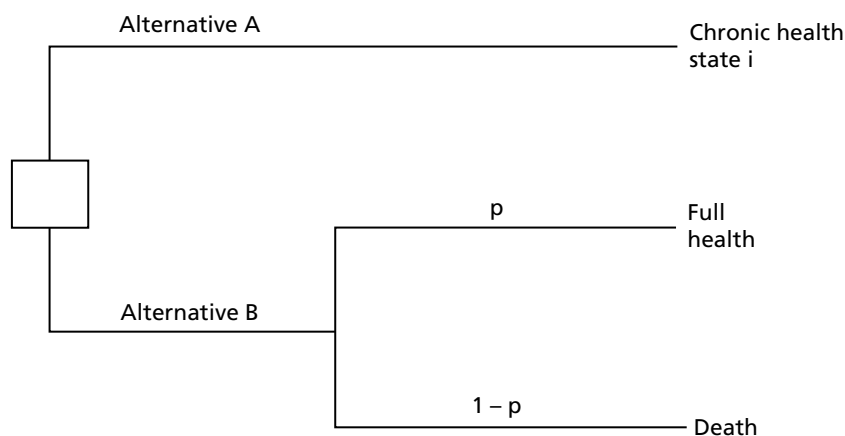 Alternative A
Chronic health
state i
p
Full
health
Alternative B
1 – p
Death